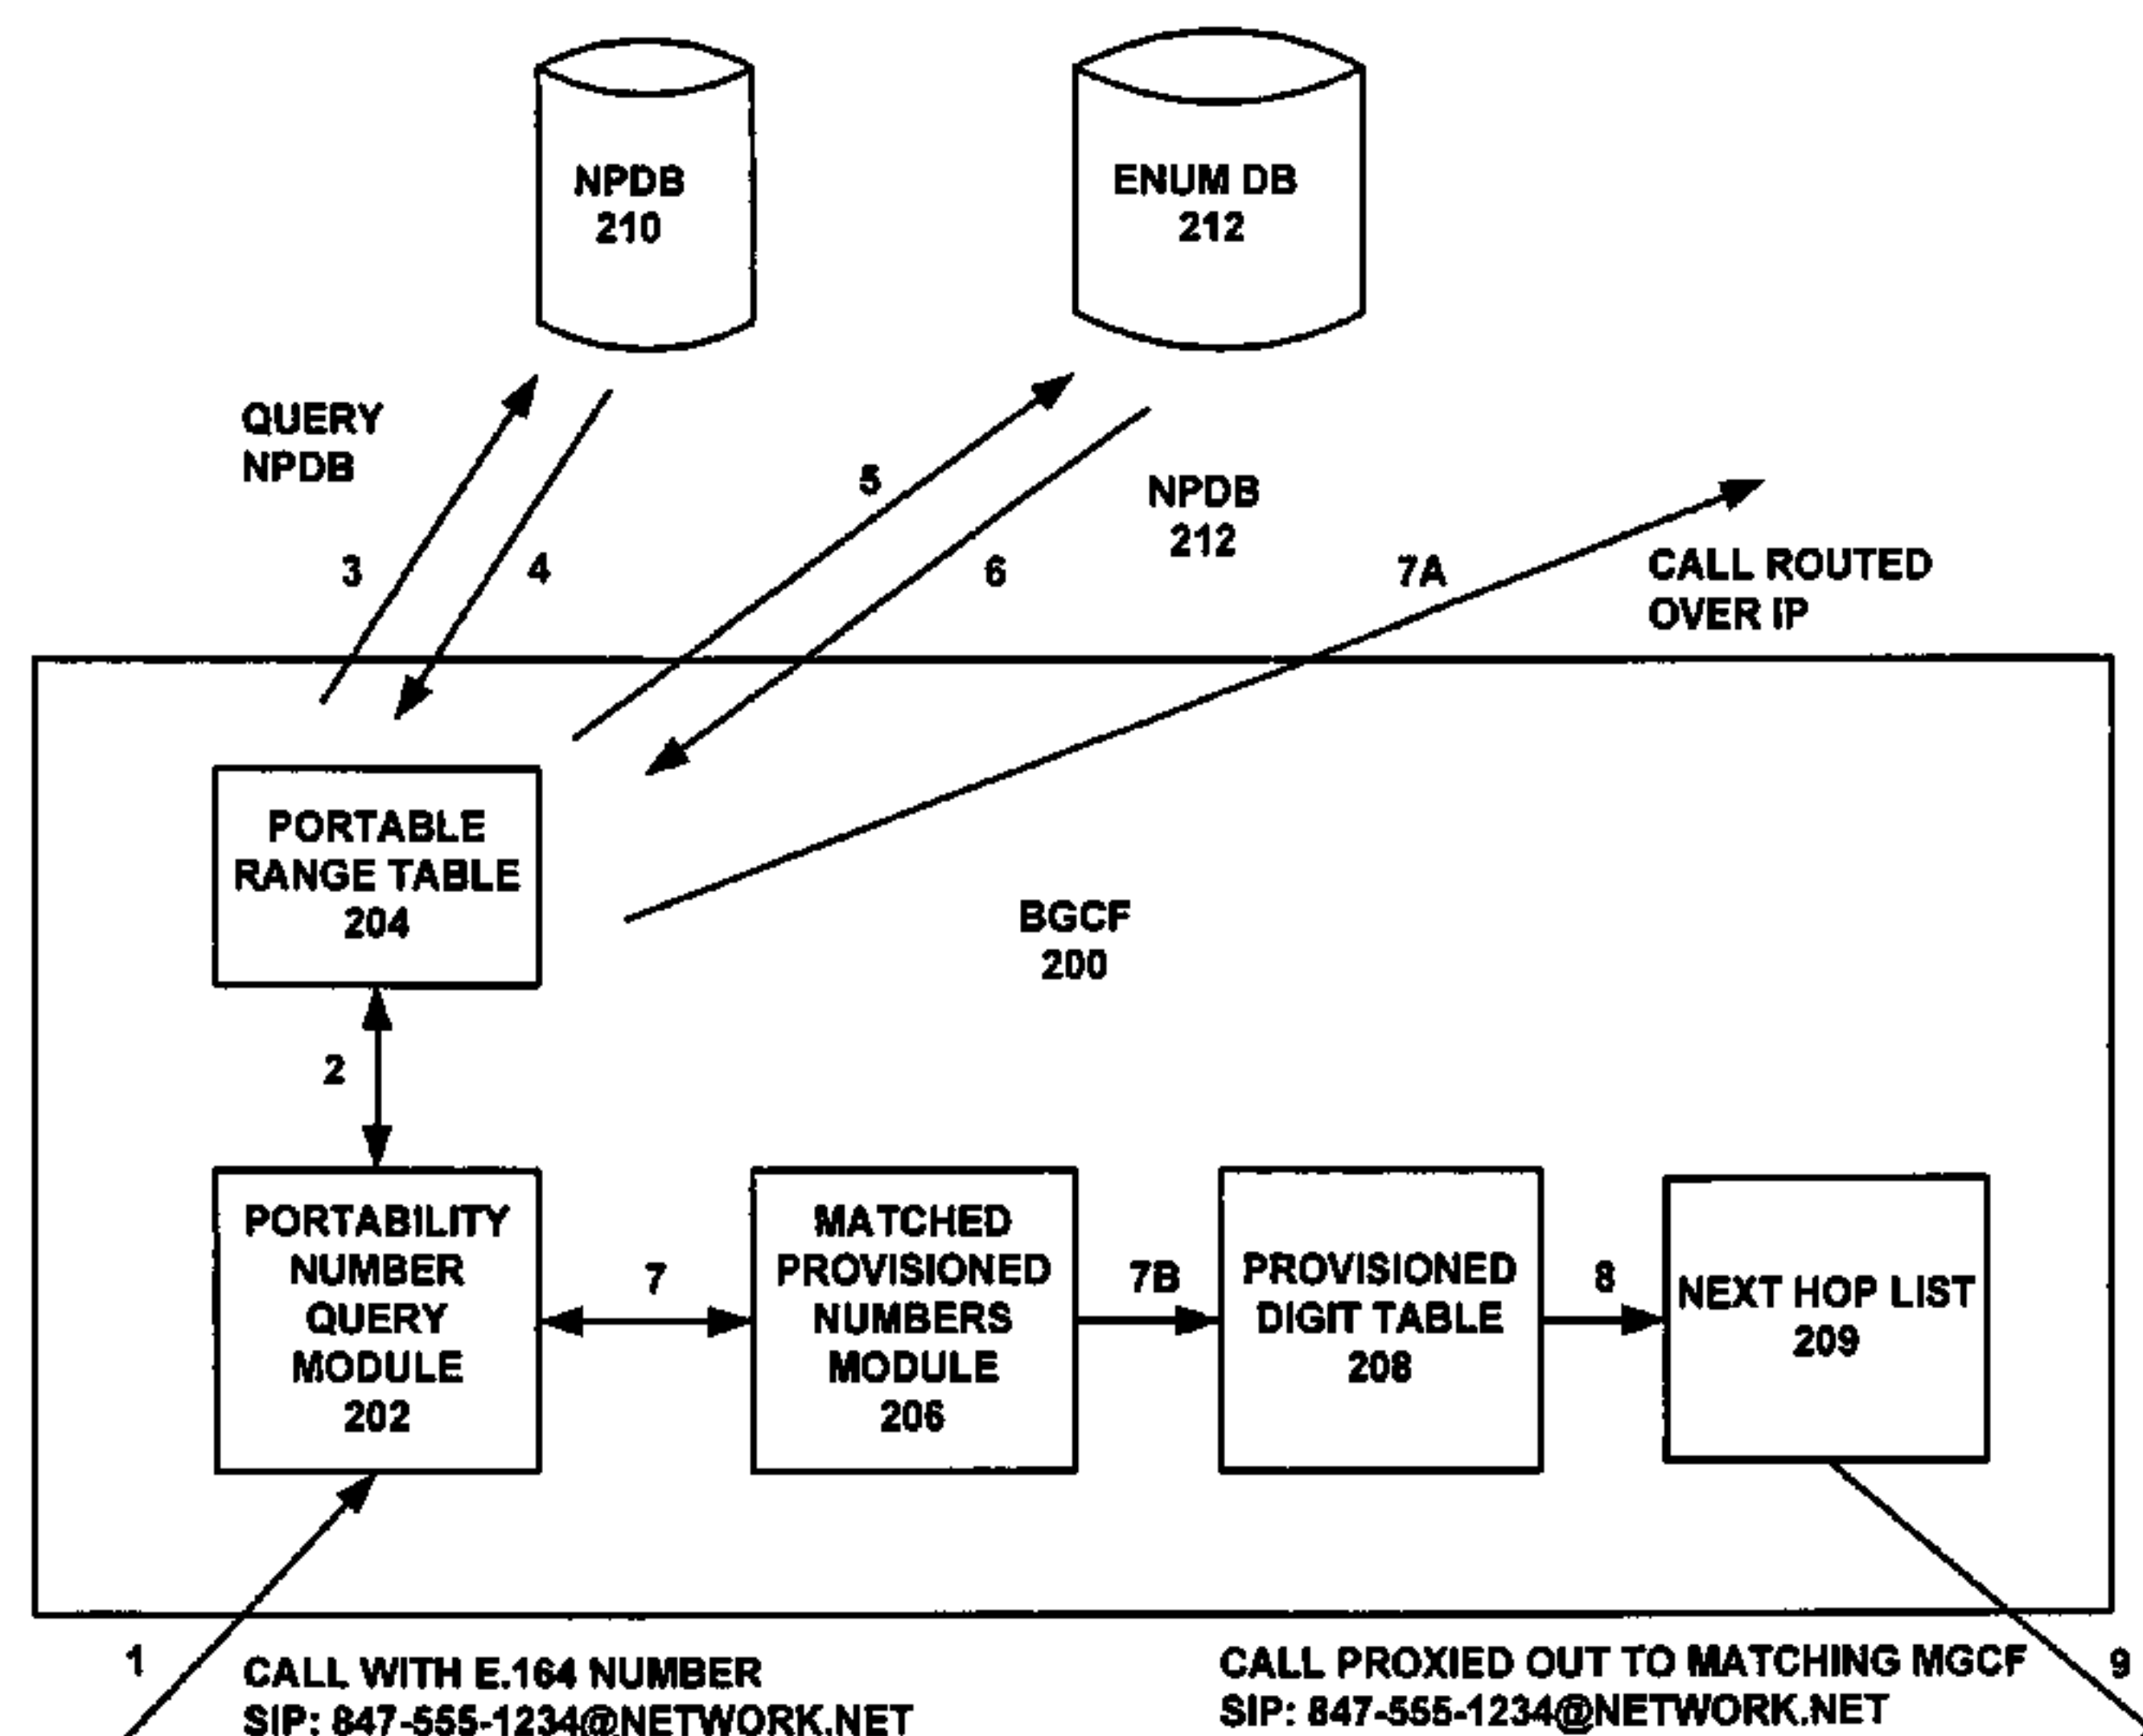 NPDB
210
ENUM DB
212
QUERY
NPDB
3
4
5
6
NPDB
212
7A
CALL ROUTED
OVER IP
PORTABLE
RANGE TABLE
204
BGCF
200
2
PORTABILITY
NUMBER
QUERY
MODULE
202
7
MATCHED
PROVISIONED
NUMBERS
MODULE
206
7B
PROVISIONED
DIGIT TABLE
208
8
NEXT HOP LIST
209
1
CALL WITH E.164 NUMBER
SIP: 847-555-1234@NETWORK.NET
CALL PROXIED OUT TO MATCHING MGCF
SIP: 847-555-1234@NETWORK.NET
9